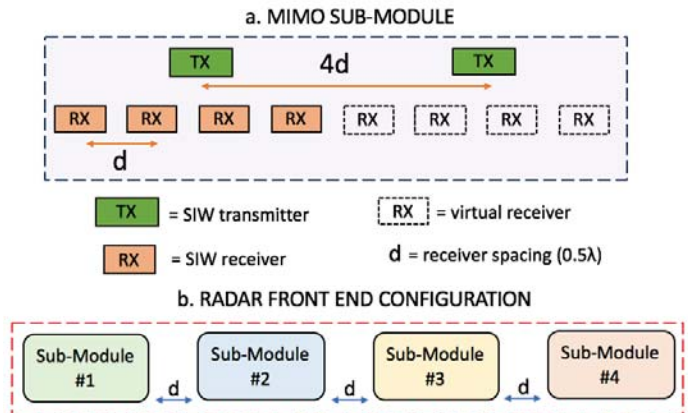 a. MIMO SUB-MODULE
TX 4d TX
RX RX RX RX RX RX RX RX
d
TX = SIW transmitter
RX = virtual receiver
RX = SIW receiver
d = receiver spacing (0.5λ)
b. RADAR FRONT END CONFIGURATION
Sub-Module
#1
d
Sub-Module
#2
d
Sub-Module
#3
d
Sub-Module
#4